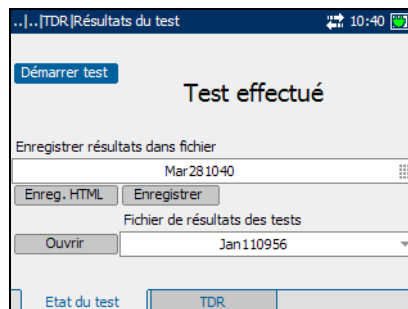 ..|..|TDR|Résultats du test 10:40
Démarrer test
Test effectué
Enregistrer résultats dans fichier
Mar281040
Enreg. HTML Enregistrer
Fichier de résultats des tests
Ouvrir Jan110956
Etat du test TDR